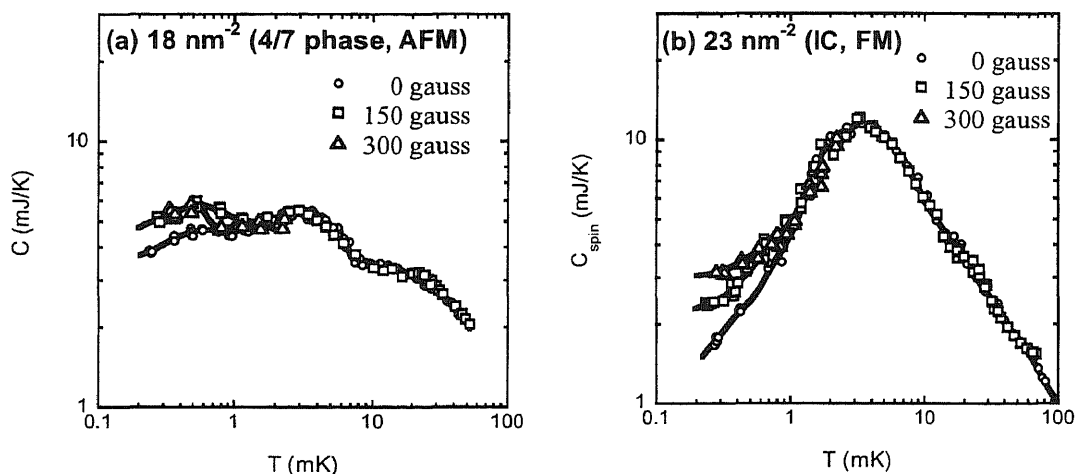 (a) 18 nm⁻² (4/7 phase, AFM)
0 gauss
150 gauss
300 gauss
10
1
C (mJ/K)
0.1 1 10 100
T (mK)
(b) 23 nm⁻² (IC, FM)
0 gauss
150 gauss
300 gauss
10
1
C_spin (mJ/K)
0.1 1 10 100
T (mK)